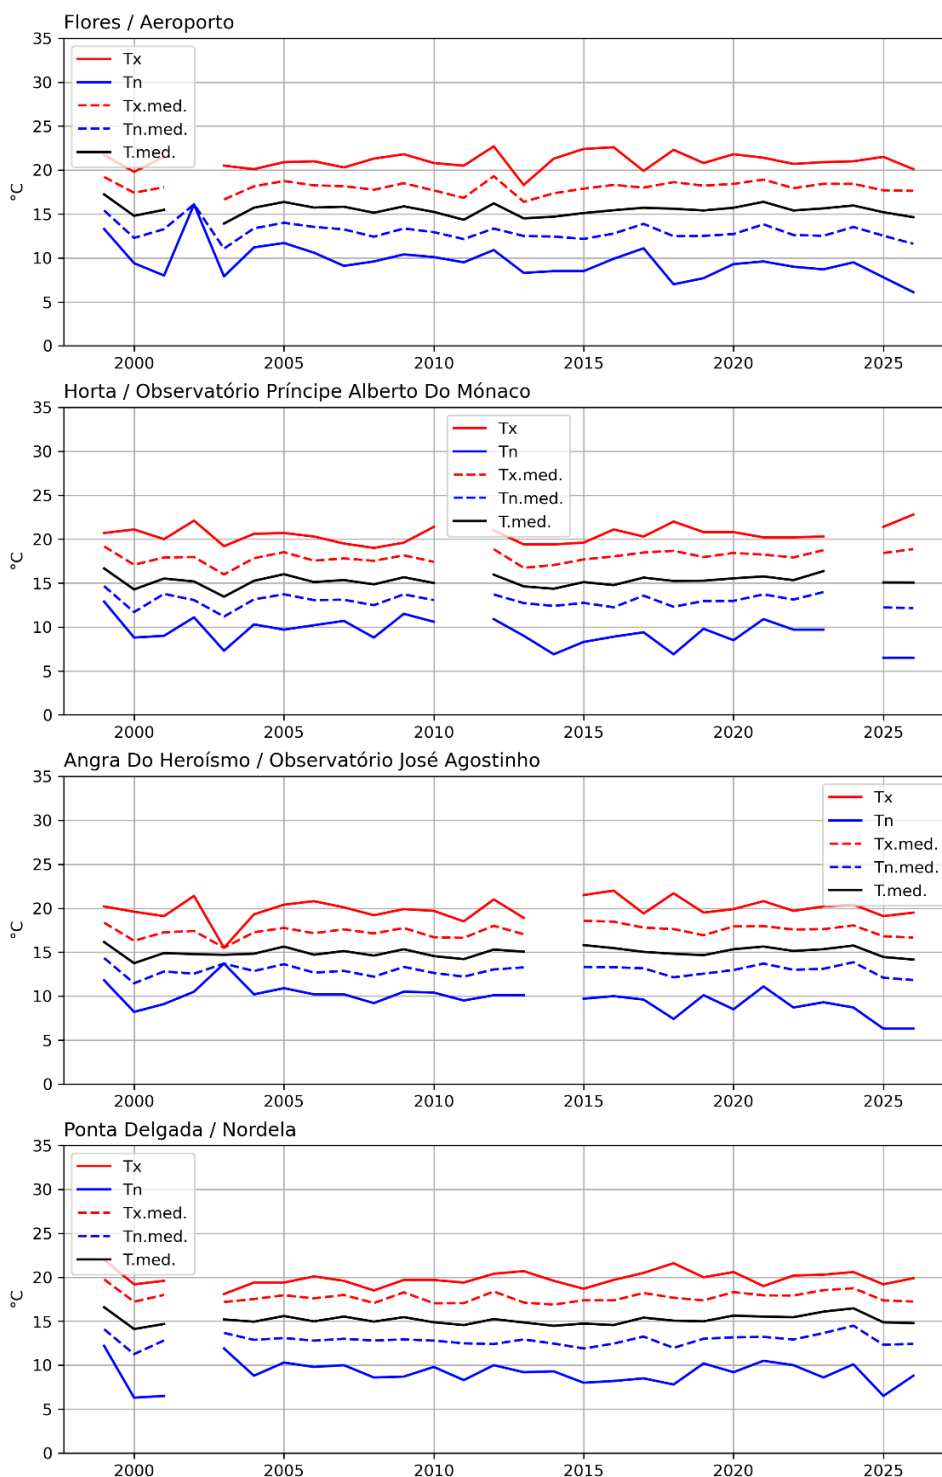 Flores / Aeroporto
35
30
25
20
15
10
5
0
°C
Tx
Tn
Tx.med.
Tn.med.
T.med.
2000 2005 2010 2015 2020 2025
Horta / Observatório Príncipe Alberto Do Mónaco
35
30
25
20
15
10
5
0
°C
Tx
Tn
Tx.med.
Tn.med.
T.med.
2000 2005 2010 2015 2020 2025
Angra Do Heroísmo / Observatório José Agostinho
35
30
25
20
15
10
5
0
°C
Tx
Tn
Tx.med.
Tn.med.
T.med.
2000 2005 2010 2015 2020 2025
Ponta Delgada / Nordela
35
30
25
20
15
10
5
0
°C
Tx
Tn
Tx.med.
Tn.med.
T.med.
2000 2005 2010 2015 2020 2025